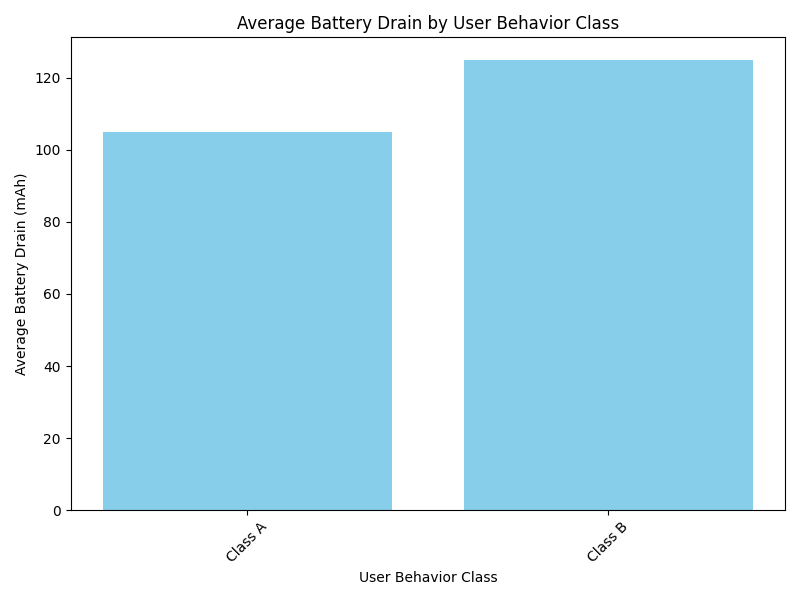 Average Battery Drain by User Behavior Class
Average Battery Drain (mAh)
120
100
80
60
40
20
0
Class A
Class B
User Behavior Class